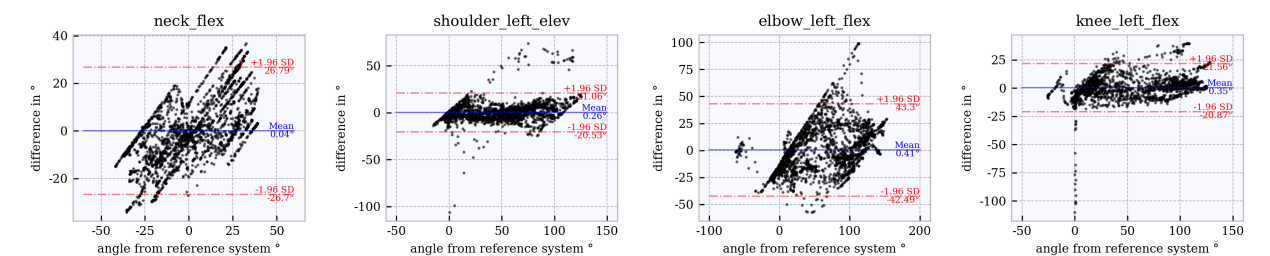 neck_flex
40
20
0
-20
-50
-25
0
25
50
difference in °
angle from reference system °
+1.96 SD
26.79°
Mean
0.04°
-1.96 SD
-26.7°
shoulder_left_elev
50
0
-50
-100
-50
0
50
100
150
difference in °
angle from reference system °
+1.96 SD
21.06°
Mean
0.26°
-1.96 SD
-20.53°
elbow_left_flex
100
75
50
25
0
-25
-50
-100
0
100
200
difference in °
angle from reference system °
+1.96 SD
43.3°
Mean
0.41°
-1.96 SD
-42.49°
knee_left_flex
25
0
-25
-50
-75
-100
-50
0
50
100
150
difference in °
angle from reference system °
+1.96 SD
21.56°
Mean
0.35°
-1.96 SD
-20.87°